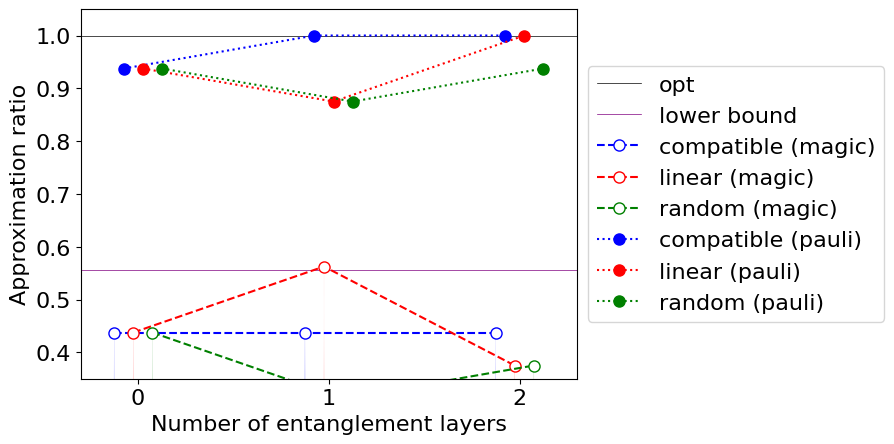 1.0
0.9
0.8
0.7
0.6
0.5
0.4
Approximation ratio
0
1
2
Number of entanglement layers
opt
lower bound
compatible (magic)
linear (magic)
random (magic)
compatible (pauli)
linear (pauli)
random (pauli)